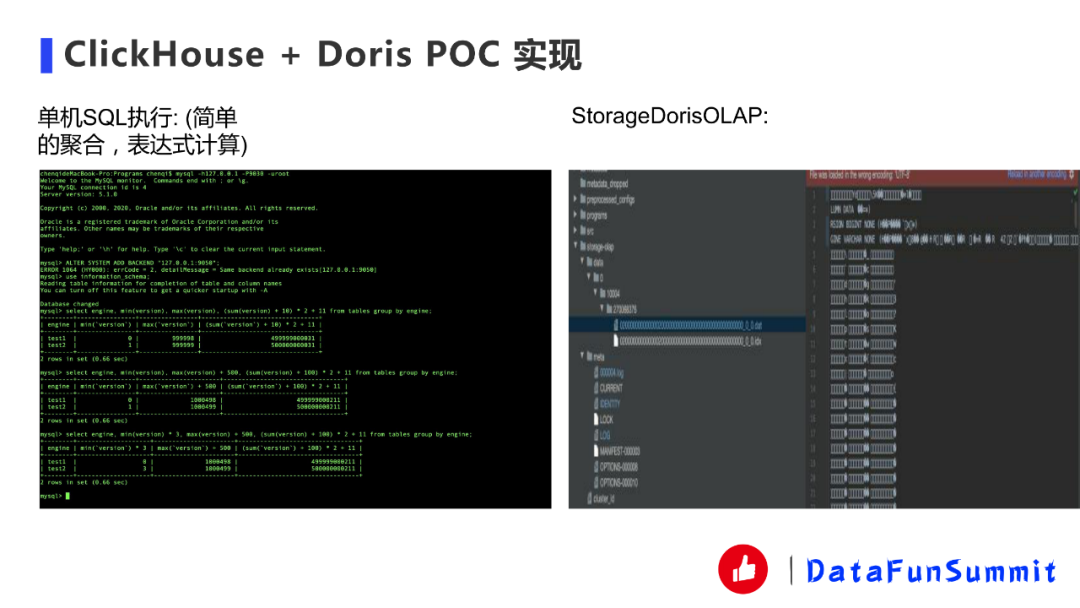 ClickHouse + Doris POC 实现
单机SQL执行: (简单
的聚合，表达式计算)
StorageDorisOLAP:
chenqideMacBook-Pro:Programs chenqi$ mysql -h127.0.0.1 -P9030 -uroot
Welcome to the MySQL monitor.  Commands end with ; or \g.
Your MySQL connection id is 4
Server version: 5.1.0
Copyright (c) 2000, 2020, Oracle and/or its affiliates. All rights reserved.
Oracle is a registered trademark of Oracle Corporation and/or its
affiliates. Other names may be trademarks of their respective
owners.
Type 'help;' or '\h' for help. Type '\c' to clear the current input statement.
mysql> ALTER SYSTEM ADD BACKEND "127.0.0.1:9050";
ERROR 1064 (HY000): errCode = 2, detailMessage = Same backend already exists[127.0.0.1:9050]
mysql> use information_schema;
Reading table information for completion of table and column names
You can turn off this feature to get a quicker startup with -A
Database changed
mysql> select engine, min(version), max(version), (sum(version) + 10) * 2 + 11 from tables group by engine;
| engine | min(`version`) | max(`version`) | (sum(`version`) + 10) * 2 + 11 |
| test1 | 0 | 999998 | 499999000031 |
| test2 | 1 | 999999 | 500000000031 |
2 rows in set (0.66 sec)
mysql> select engine, min(version), max(version) + 500, (sum(version) + 100) * 2 + 11 from tables group by engine;
| engine | min(`version`) | max(`version`) + 500 | (sum(`version`) + 100) * 2 + 11 |
| test1 | 0 | 1000498 | 499999000211 |
| test2 | 1 | 1000499 | 500000000211 |
2 rows in set (0.66 sec)
mysql> select engine, min(version) * 3, max(version) + 500, (sum(version) + 100) * 2 + 11 from tables group by engine;
| engine | min(`version`) * 3 | max(`version`) + 500 | (sum(`version`) + 100) * 2 + 11 |
| test1 | 0 | 1000498 | 499999000211 |
| test2 | 3 | 1000499 | 500000000211 |
2 rows in set (0.66 sec)
mysql>
metadata_dropped
preprocessed_configs
programs
src
storage-olap
data
0
10004
270068375
meta
000004.log
CURRENT
IDENTITY
LOCK
LOG
MANIFEST-000003
OPTIONS-000008
OPTIONS-000010
cluster_id
File was loaded in the wrong encoding: 'UTF-8'
Reload in another encoding
DataFunSummit